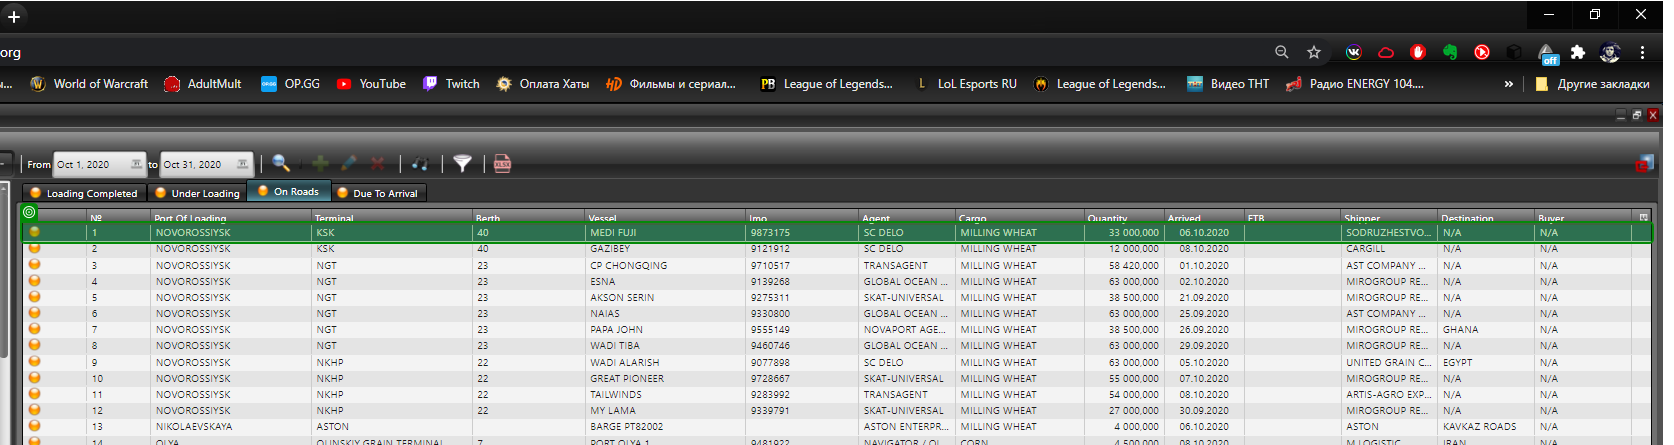 org
off
ы... World of Warcraft AdultMult OP.GG YouTube Twitch Оплата Хаты Фильмы и сериал... League of Legends... LoL Esports RU League of Legends... Видео ТНТ Радио ENERGY 104.... » Другие закладки
From Oct 1, 2020 to Oct 31, 2020 XLSX
Loading Completed Under Loading On Roads Due To Arrival
№ Port Of Loading Terminal Berth Vessel Imo Agent Cargo Quantity Arrived ETB Shipper Destination Buyer
1 NOVOROSSIYSK KSK 40 MEDI FUJI 9873175 SC DELO MILLING WHEAT 33 000,000 06.10.2020 SODRUZHESTVO... N/A N/A
2 NOVOROSSIYSK KSK 40 GAZIBEY 9121912 SC DELO MILLING WHEAT 12 000,000 08.10.2020 CARGILL N/A N/A
3 NOVOROSSIYSK NGT 23 CP CHONGQING 9710517 TRANSAGENT MILLING WHEAT 58 420,000 01.10.2020 AST COMPANY ... N/A N/A
4 NOVOROSSIYSK NGT 23 ESNA 9139268 GLOBAL OCEAN ... MILLING WHEAT 63 000,000 02.10.2020 MIROGROUP RE... N/A N/A
5 NOVOROSSIYSK NGT 23 AKSON SERIN 9275311 SKAT-UNIVERSAL MILLING WHEAT 38 500,000 21.09.2020 MIROGROUP RE... N/A N/A
6 NOVOROSSIYSK NGT 23 NAIAS 9330800 GLOBAL OCEAN ... MILLING WHEAT 63 000,000 25.09.2020 AST COMPANY ... N/A N/A
7 NOVOROSSIYSK NGT 23 PAPA JOHN 9555149 NOVAPORT AGE... MILLING WHEAT 38 500,000 26.09.2020 MIROGROUP RE... GHANA N/A
8 NOVOROSSIYSK NGT 23 WADI TIBA 9460746 GLOBAL OCEAN ... MILLING WHEAT 63 000,000 29.09.2020 MIROGROUP RE... N/A N/A
9 NOVOROSSIYSK NKHP 22 WADI ALARISH 9077898 SC DELO MILLING WHEAT 63 000,000 05.10.2020 UNITED GRAIN C... EGYPT N/A
10 NOVOROSSIYSK NKHP 22 GREAT PIONEER 9728667 SKAT-UNIVERSAL MILLING WHEAT 55 000,000 07.10.2020 MIROGROUP RE... N/A N/A
11 NOVOROSSIYSK NKHP 22 TAILWINDS 9283992 TRANSAGENT MILLING WHEAT 54 000,000 08.10.2020 ARTIS-AGRO EXP... N/A N/A
12 NOVOROSSIYSK NKHP 22 MY LAMA 9339791 SKAT-UNIVERSAL MILLING WHEAT 27 000,000 30.09.2020 MIROGROUP RE... N/A N/A
13 NIKOLAEVSKAYA ASTON BARGE PT82002 ASTON ENTERPR... MILLING WHEAT 4 000,000 06.10.2020 ASTON KAVKAZ ROADS N/A
14 OLYA OLINSKIY GRAIN TERMINAL 7 PORT OLYA 1 9481922 NAVIGATOR / OL... CORN 4 500,000 08.10.2020 M LOGISTIC IRAN N/A